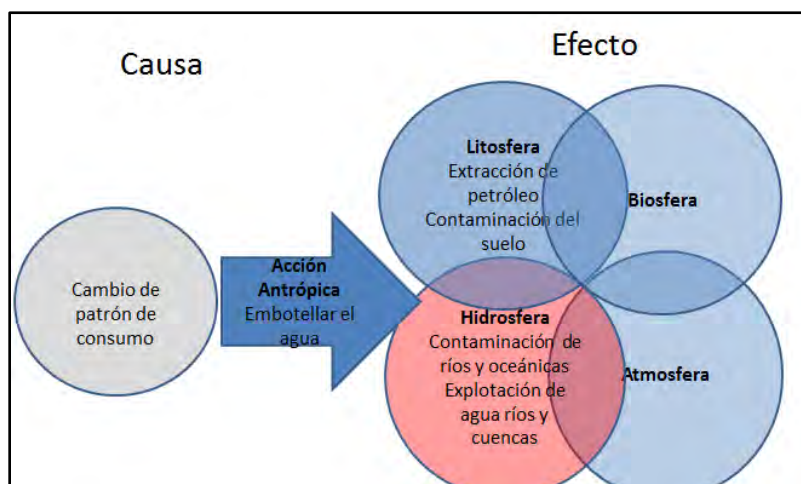 Causa
Efecto
Cambio de
patrón de
consumo
Acción
Antrópica
Embotellar el
agua
Litosfera
Extracción de
petróleo
Contaminación del
suelo
Biosfera
Hidrosfera
Contaminación de
ríos y oceánicas
Explotación de
agua ríos y
cuencas
Atmosfera